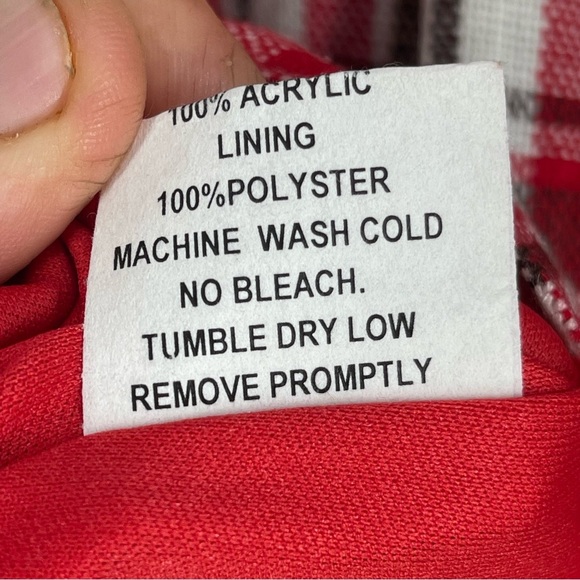 100% ACRYLIC
LINING
100%POLYSTER
MACHINE WASH COLD
NO BLEACH.
TUMBLE DRY LOW
REMOVE PROMPTLY